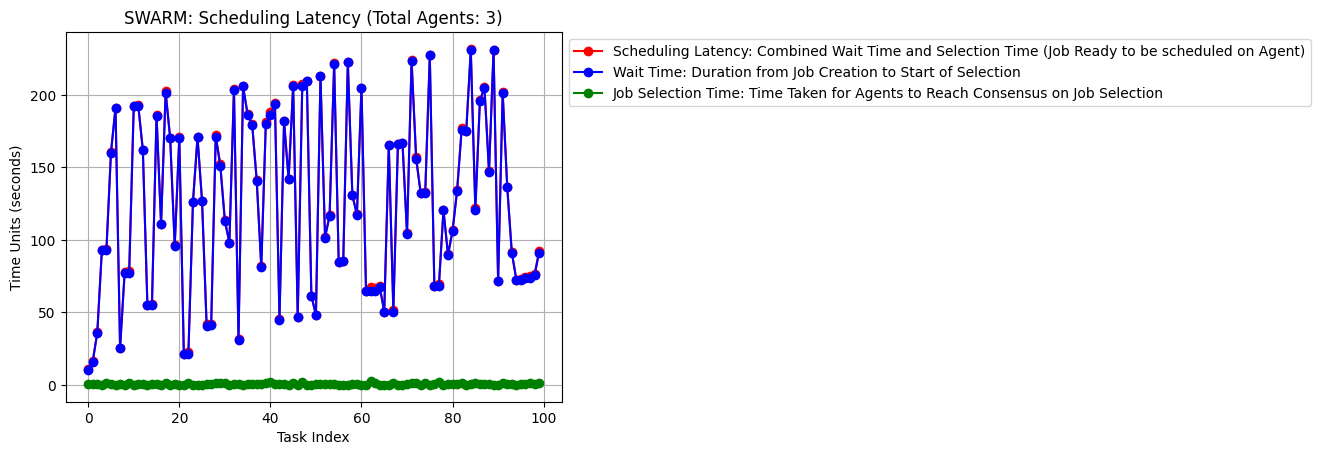 SWARM: Scheduling Latency (Total Agents: 3)
Scheduling Latency: Combined Wait Time and Selection Time (Job Ready to be scheduled on Agent)
Wait Time: Duration from Job Creation to Start of Selection
Job Selection Time: Time Taken for Agents to Reach Consensus on Job Selection
Time Units (seconds)
200
150
100
50
0
0
20
40
60
80
100
Task Index